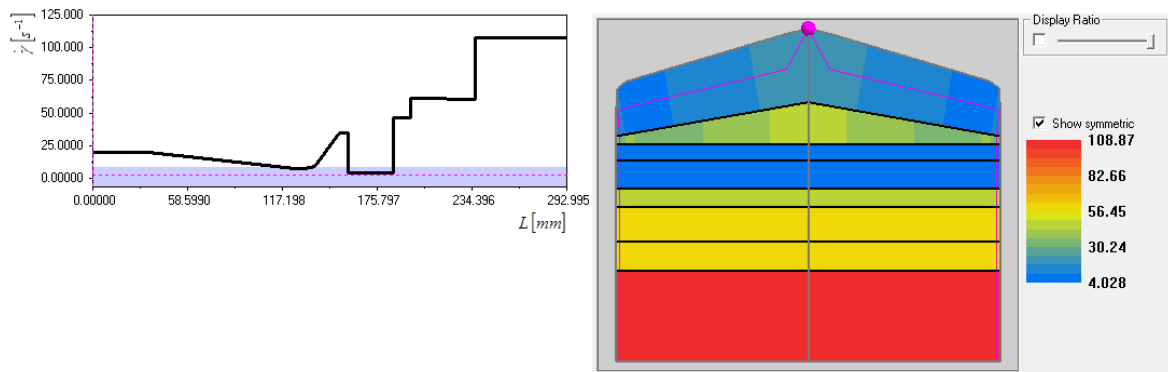 125.000
γ̇ [s⁻¹]
100.000
75.0000
50.0000
25.0000
0.00000
0.00000 58.5990 117.198 175.797 234.396 292.995
L [mm]
Display Ratio
Show symmetric
108.87
82.66
56.45
30.24
4.028